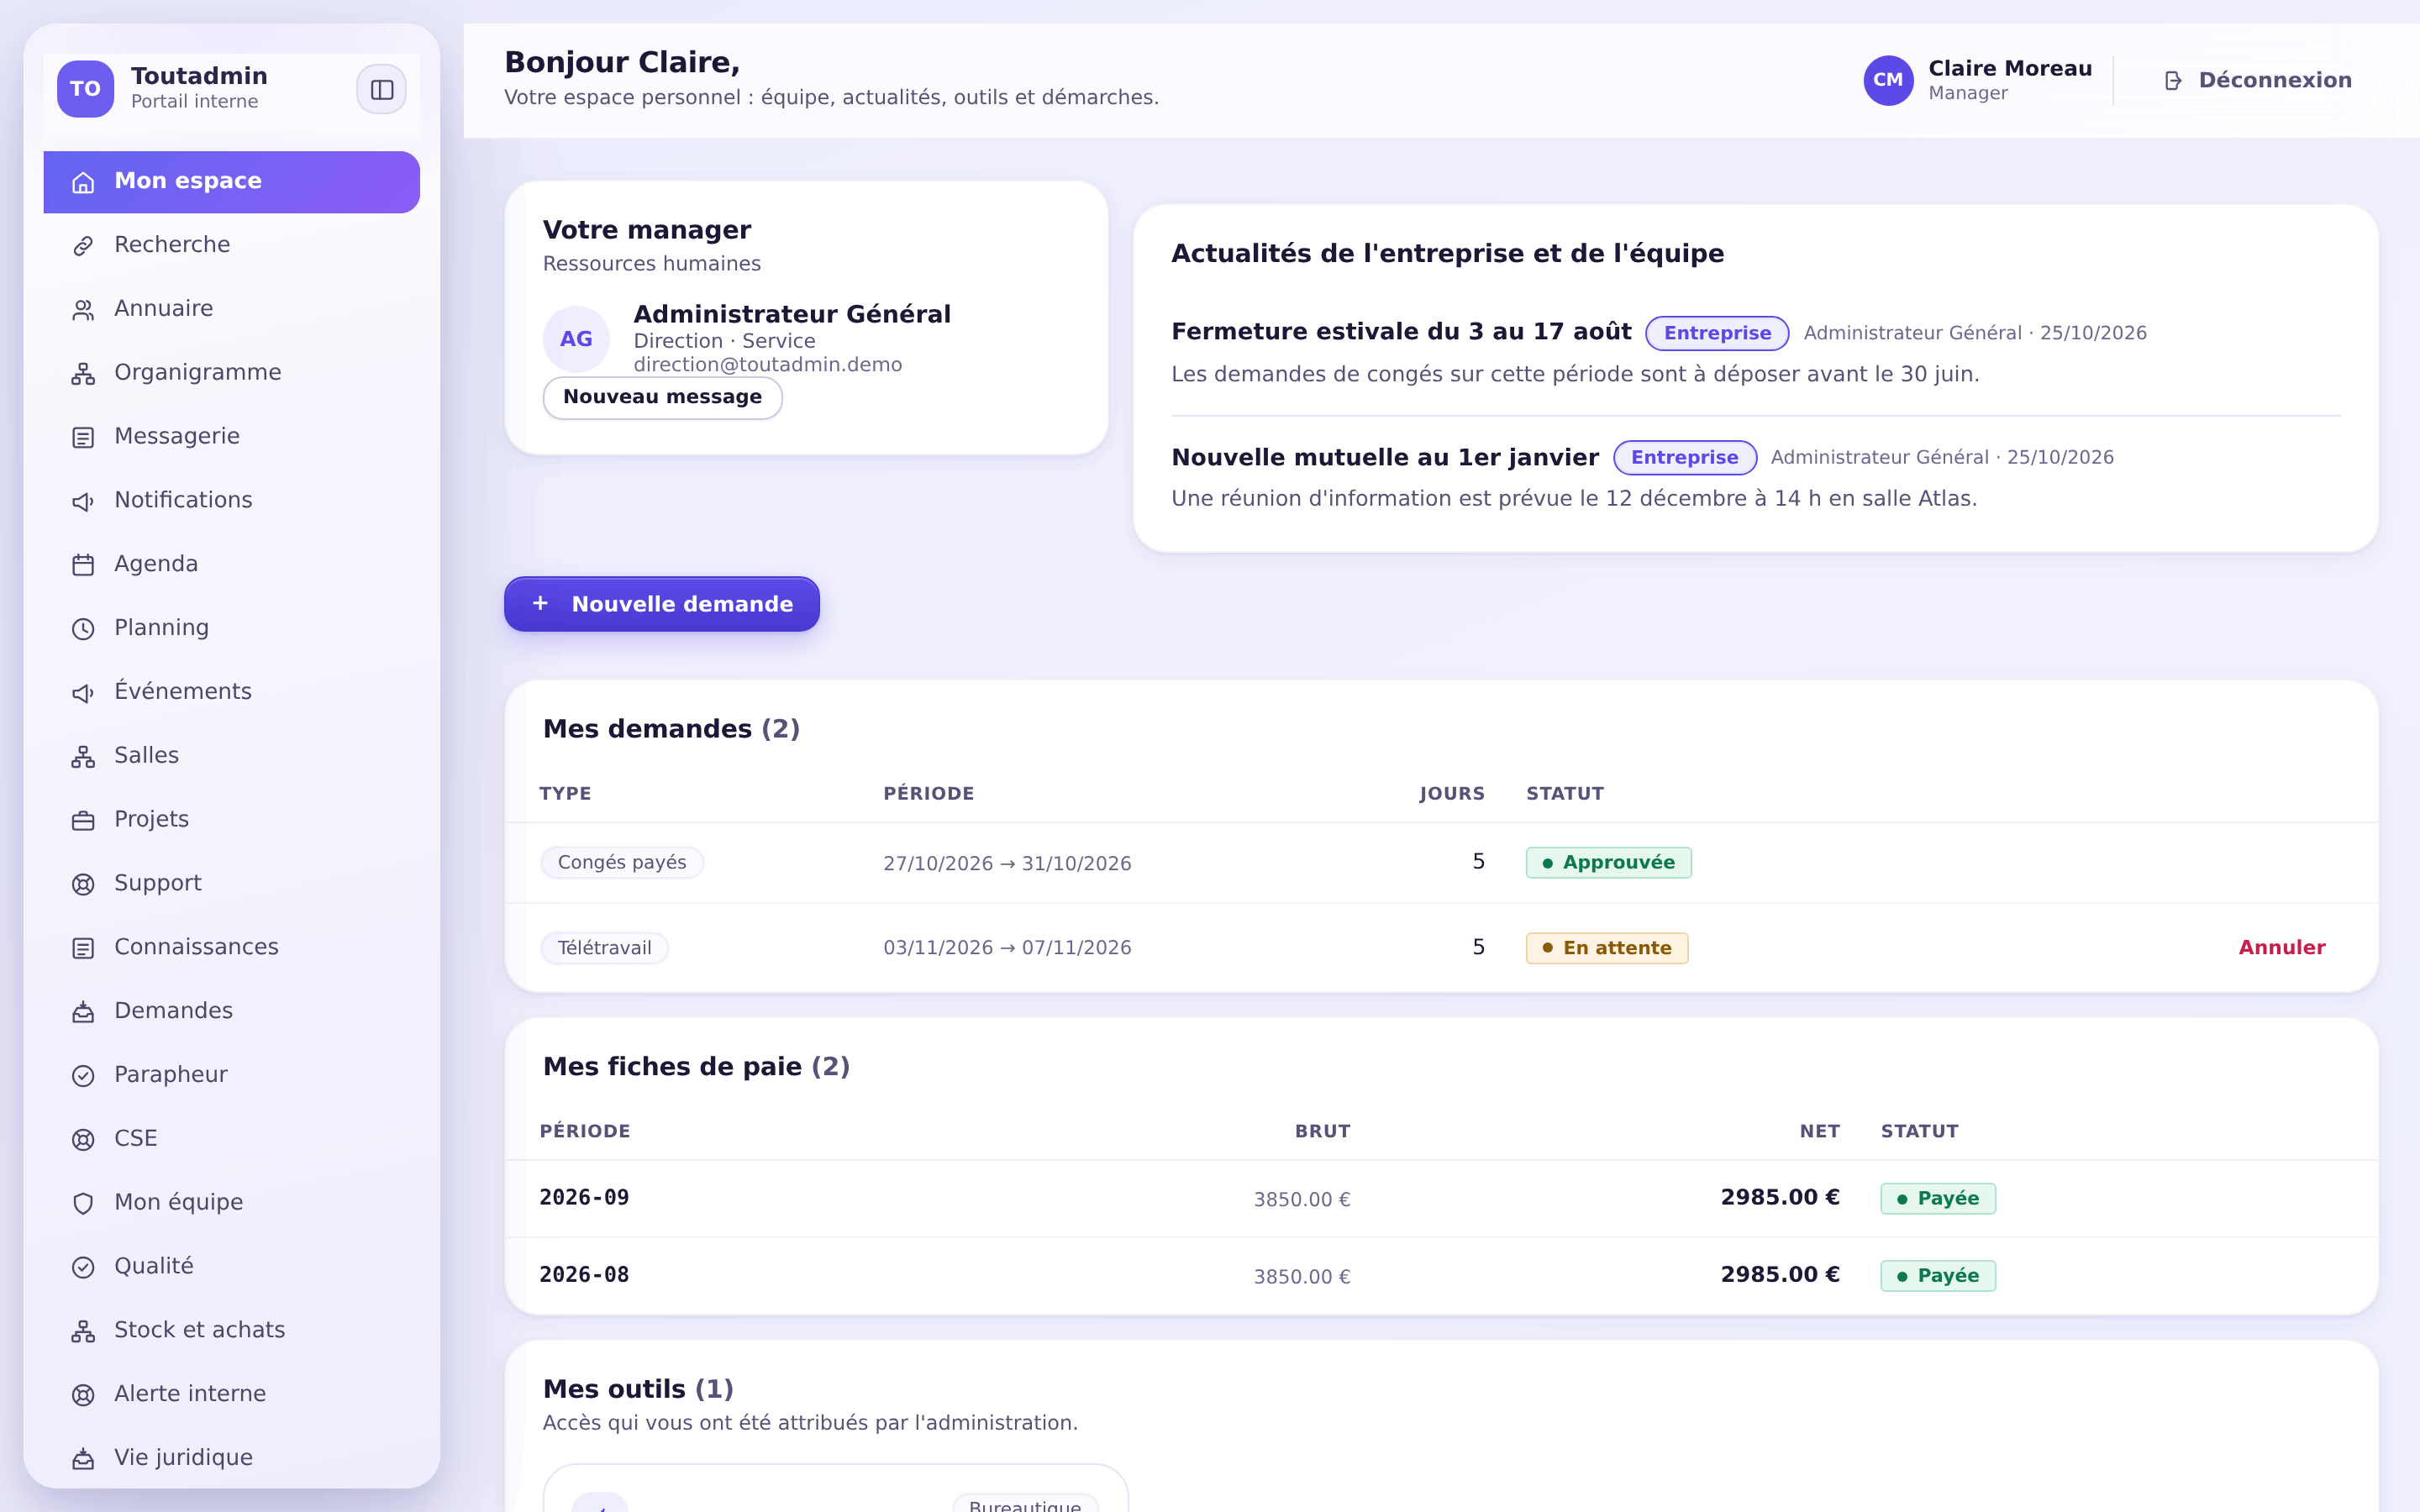 TO
Toutadmin
Portail interne
Mon espace
Recherche
Annuaire
Organigramme
Messagerie
Notifications
Agenda
Planning
Événements
Salles
Projets
Support
Connaissances
Demandes
Parapheur
CSE
Mon équipe
Qualité
Stock et achats
Alerte interne
Vie juridique
Bonjour Claire,
Votre espace personnel : équipe, actualités, outils et démarches.
CM
Claire Moreau
Manager
Déconnexion
Votre manager
Ressources humaines
AG
Administrateur Général
Direction · Service
direction@toutadmin.demo
Nouveau message
Actualités de l'entreprise et de l'équipe
Fermeture estivale du 3 au 17 août Entreprise Administrateur Général · 25/10/2026
Les demandes de congés sur cette période sont à déposer avant le 30 juin.
Nouvelle mutuelle au 1er janvier Entreprise Administrateur Général · 25/10/2026
Une réunion d'information est prévue le 12 décembre à 14 h en salle Atlas.
+ Nouvelle demande
Mes demandes (2)
TYPE PÉRIODE JOURS STATUT
Congés payés 27/10/2026 → 31/10/2026 5 Approuvée
Télétravail 03/11/2026 → 07/11/2026 5 En attente Annuler
Mes fiches de paie (2)
PÉRIODE BRUT NET STATUT
2026-09 3850.00 € 2985.00 € Payée
2026-08 3850.00 € 2985.00 € Payée
Mes outils (1)
Accès qui vous ont été attribués par l'administration.
Bureautique